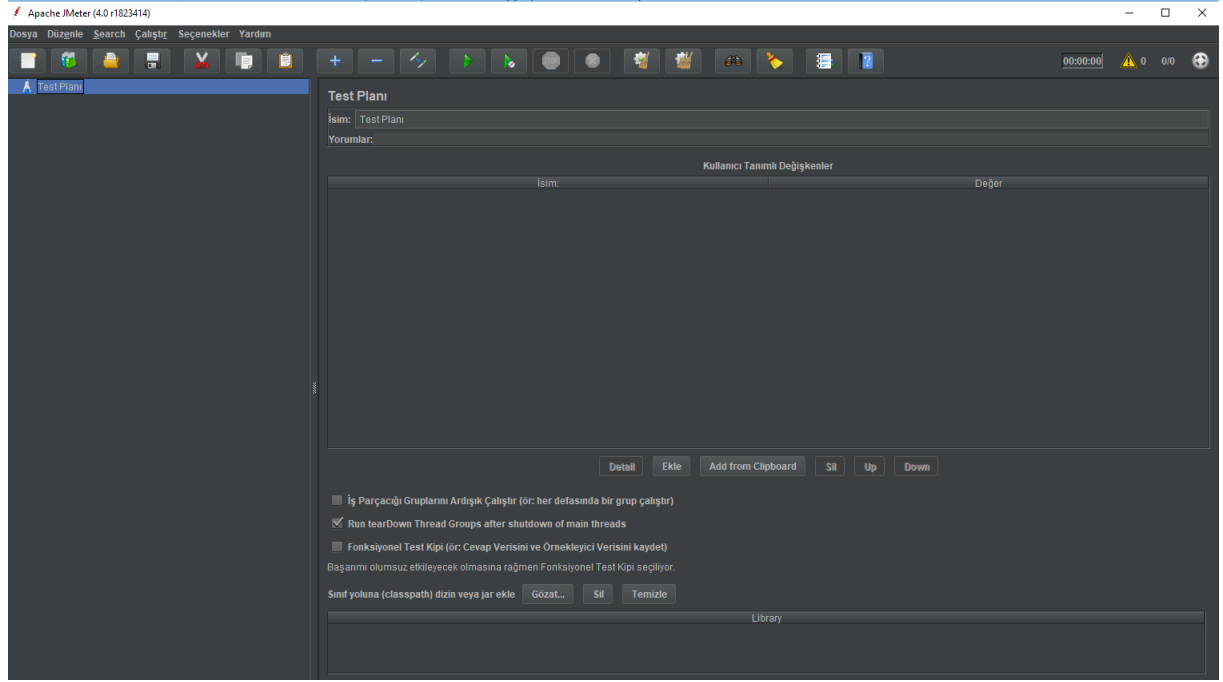 Apache JMeter (4.0 r1823414)
Dosya Düzenle Search Çalıştır Seçenekler Yardım
00:00:00 0 0/0
Test Planı
Test Planı
İsim: Test Planı
Yorumlar:
Kullanıcı Tanımlı Değişkenler
İsim: Değer
Detail Ekle Add from Clipboard Sil Up Down
İş Parçacığı Gruplarını Ardışık Çalıştır (ör: her defasında bir grup çalıştır)
Run tearDown Thread Groups after shutdown of main threads
Fonksiyonel Test Kipi (ör: Cevap Verisini ve Örnekleyici Verisini kaydet)
Başarımı olumsuz etkileyecek olmasına rağmen Fonksiyonel Test Kipi seçiliyor.
Sınıf yoluna (classpath) dizin veya jar ekle Gözat... Sil Temizle
Library